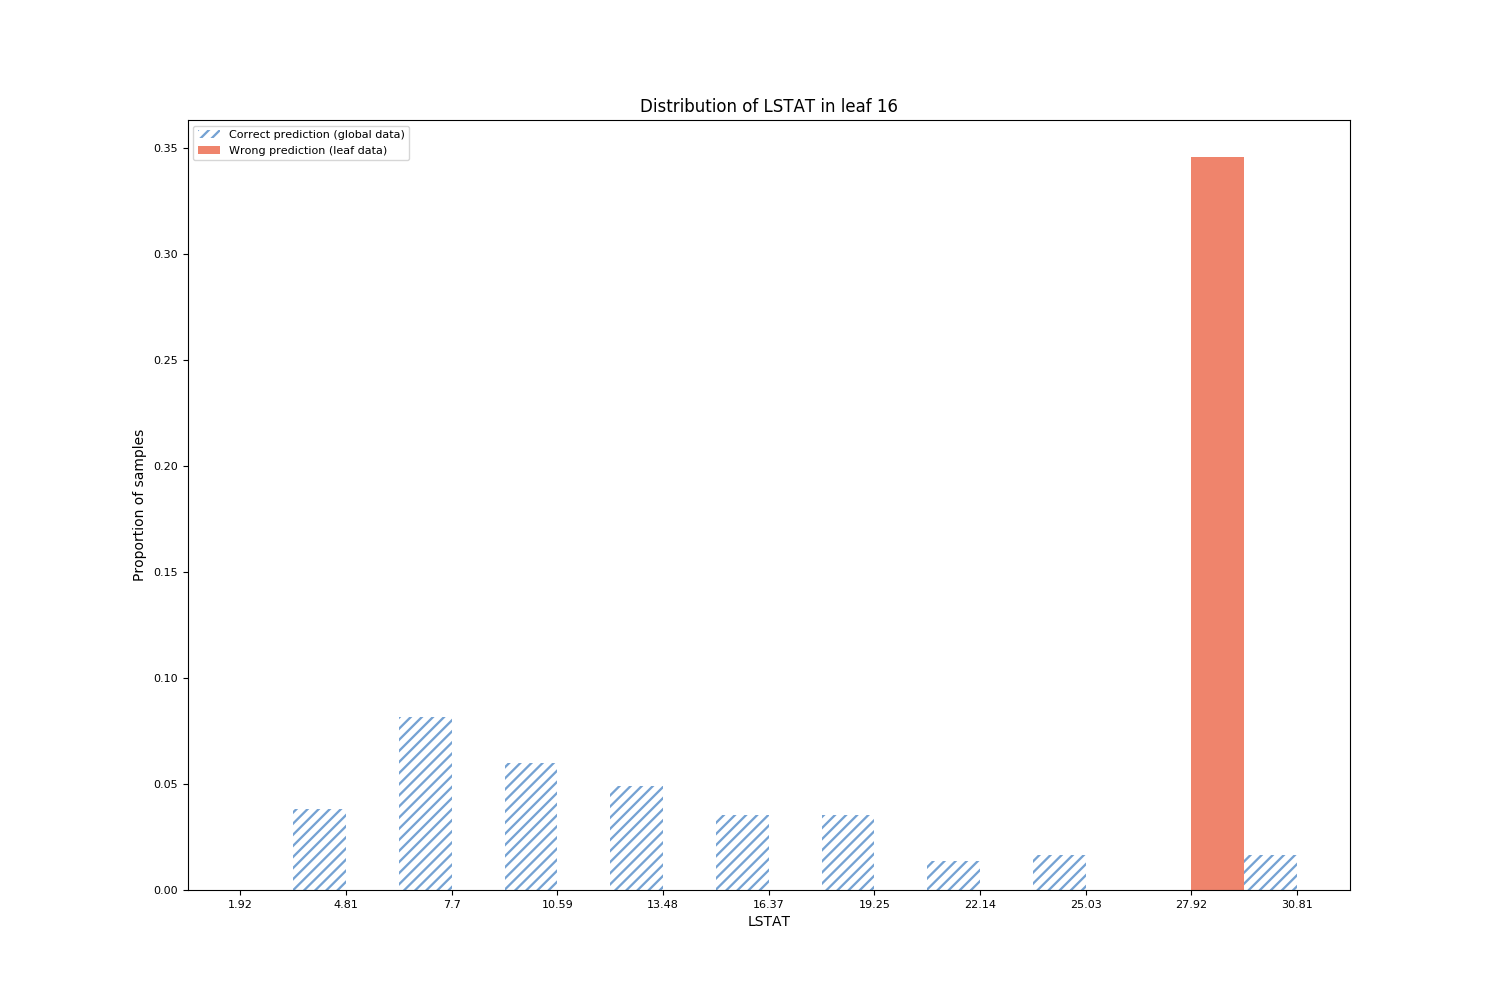 Distribution of LSTAT in leaf 16
Correct prediction (global data)
Wrong prediction (leaf data)
0.35
0.30
0.25
0.20
0.15
0.10
0.05
0.00
Proportion of samples
1.92 4.81 7.7 10.59 13.48 16.37 19.25 22.14 25.03 27.92 30.81
LSTAT